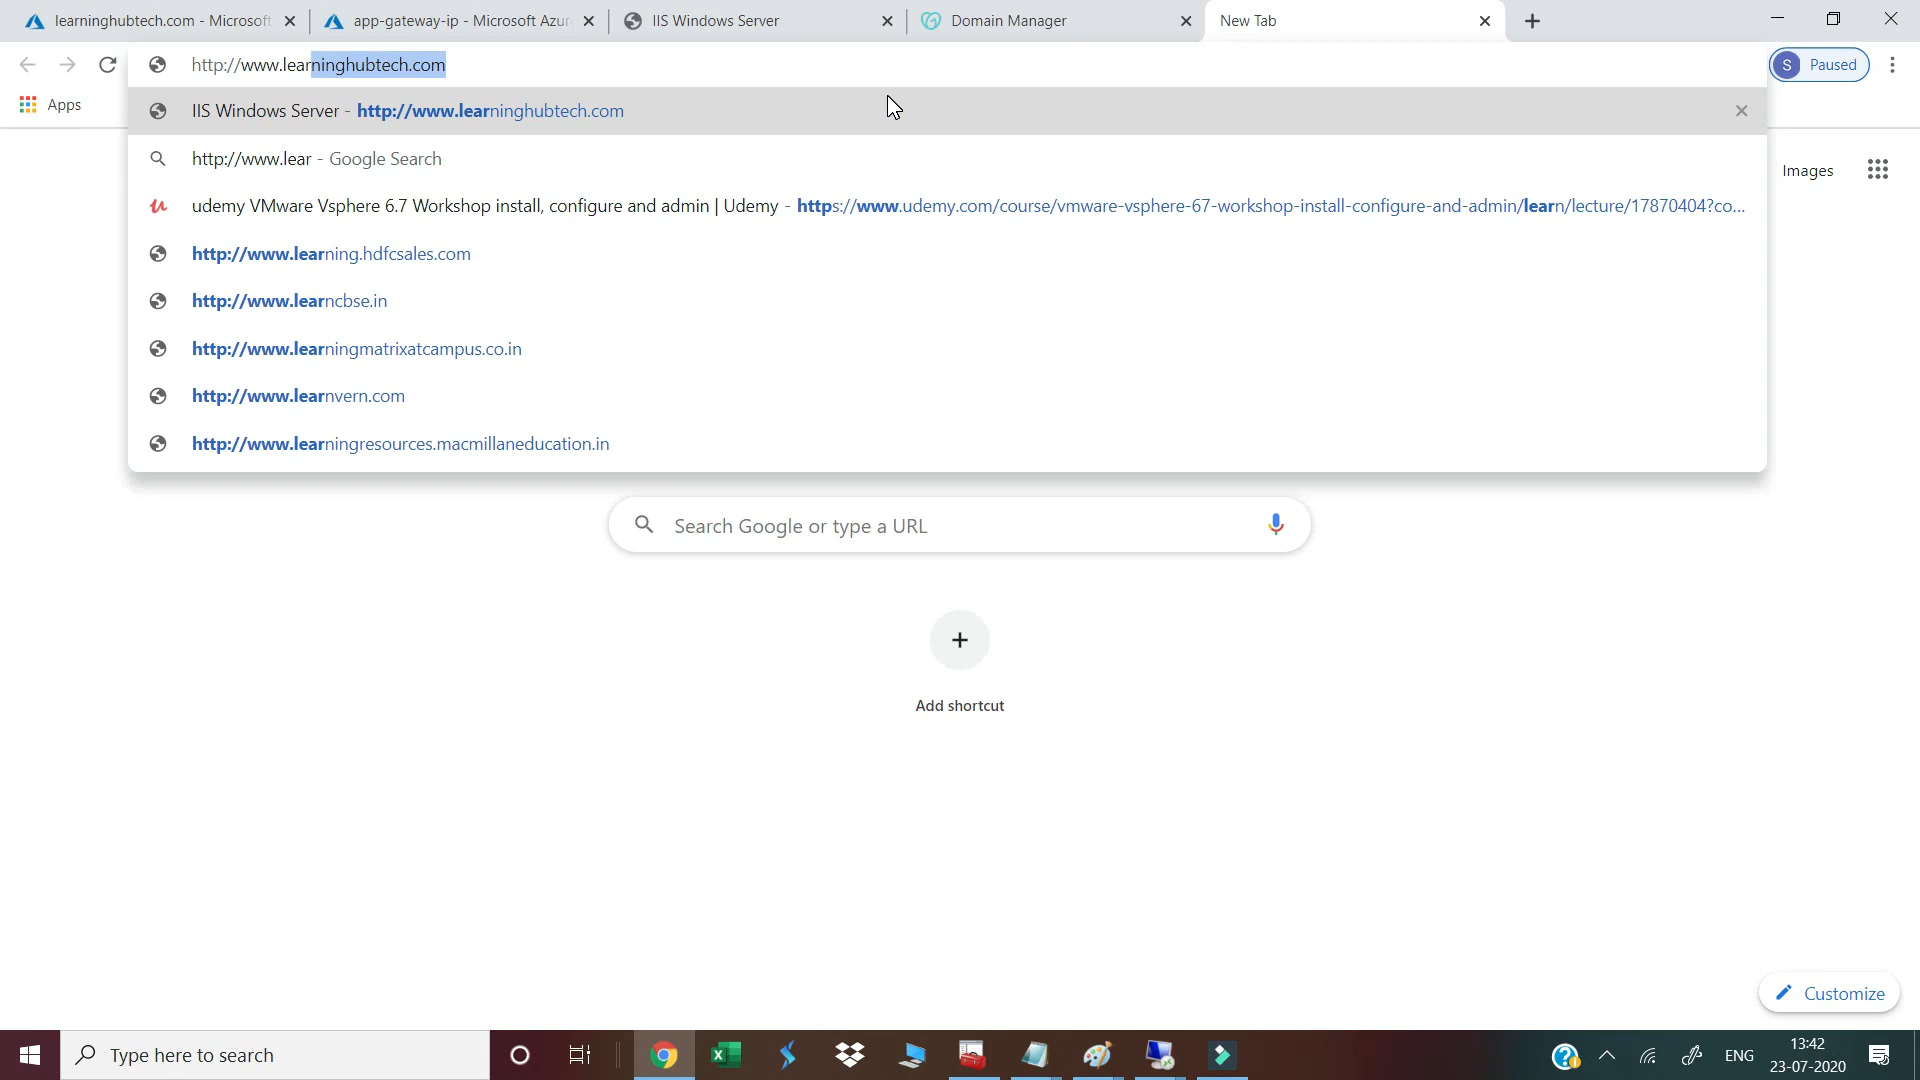 learninghubtech.com - Microsoft
app-gateway-ip - Microsoft Azur
IIS Windows Server
Domain Manager
New Tab
http://www.learninghubtech.com
S Paused
Apps
IIS Windows Server - http://www.learninghubtech.com
http://www.lear - Google Search
Images
udemy VMware Vsphere 6.7 Workshop install, configure and admin | Udemy - https://www.udemy.com/course/vmware-vsphere-67-workshop-install-configure-and-admin/learn/lecture/17870404?co...
http://www.learning.hdfcsales.com
http://www.learncbse.in
http://www.learningmatrixatcampus.co.in
http://www.learnvern.com
http://www.learningresources.macmillaneducation.in
Search Google or type a URL
Add shortcut
Customize
Type here to search
ENG
13:42
23-07-2020